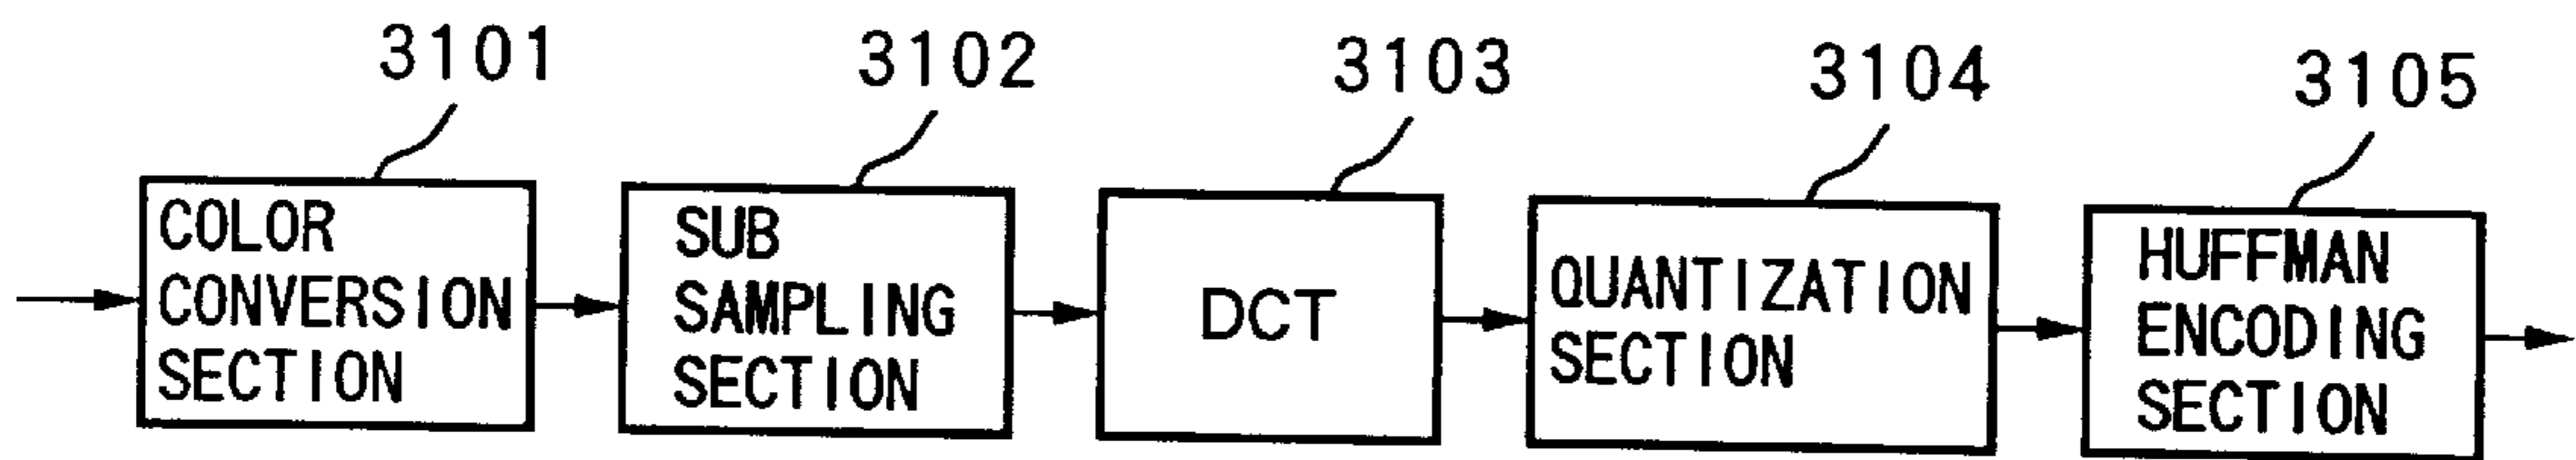 3101
3102
3103
3104
3105
COLOR
CONVERSION
SECTION
SUB
SAMPLING
SECTION
DCT
QUANTIZATION
SECTION
HUFFMAN
ENCODING
SECTION